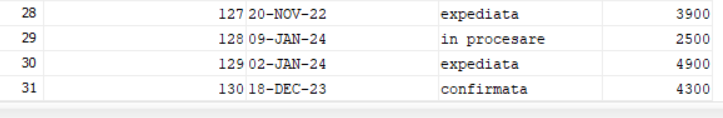 28 127 20-NOV-22 expediata 3900
29 128 09-JAN-24 in procesare 2500
30 129 02-JAN-24 expediata 4900
31 130 18-DEC-23 confirmata 4300